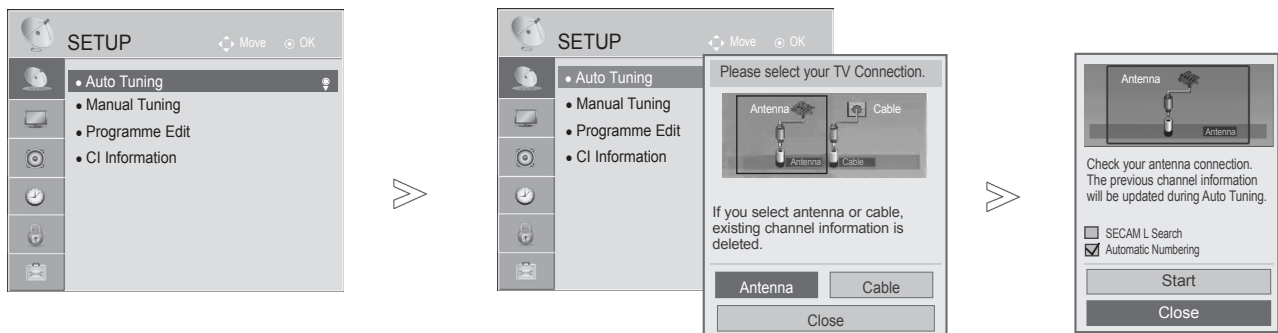 SETUP
Move OK
• Auto Tuning
• Manual Tuning
• Programme Edit
• CI Information
SETUP
Move OK
• Auto Tuning
• Manual Tuning
• Programme Edit
• CI Information
Please select your TV Connection.
Antenna Cable
Antenna Cable
If you select antenna or cable,
existing channel information is
deleted.
Antenna Cable
Close
Antenna
Antenna
Check your antenna connection.
The previous channel information
will be updated during Auto Tuning.
SECAM L Search
Automatic Numbering
Start
Close